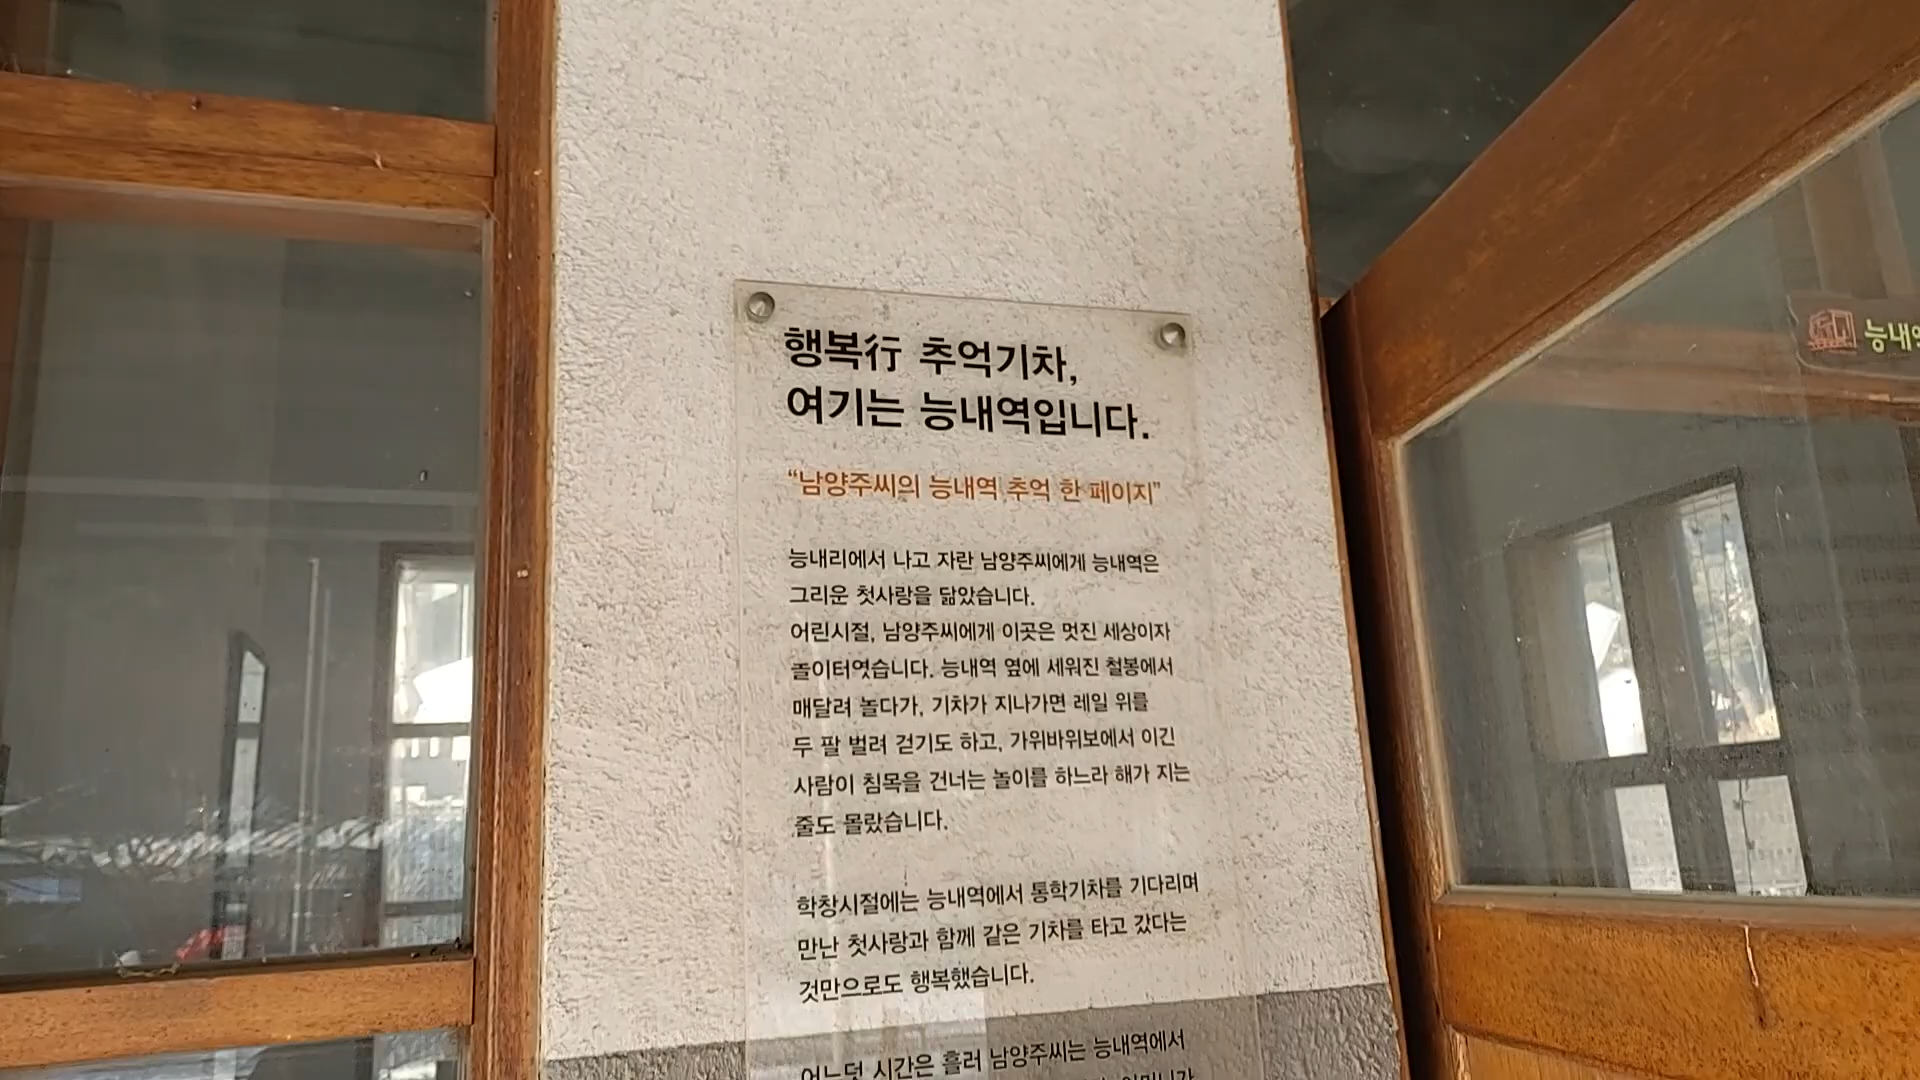 행복行 추억기차,
여기는 능내역입니다.
“남양주씨의 능내역 추억 한 페이지”
능내리에서 나고 자란 남양주씨에게 능내역은
그리운 첫사랑을 닮았습니다.
어린시절, 남양주씨에게 이곳은 멋진 세상이자
놀이터였습니다. 능내역 옆에 세워진 철봉에서
매달려 놀다가, 기차가 지나가면 레일 위를
두 팔 벌려 걷기도 하고, 가위바위보에서 이긴
사람이 침목을 건너는 놀이를 하느라 해가 지는
줄도 몰랐습니다.
학창시절에는 능내역에서 통학기차를 기다리며
만난 첫사랑과 함께 같은 기차를 타고 갔다는
것만으로도 행복했습니다.
어느덧 시간은 흘러 남양주씨는 능내역에서
능내역